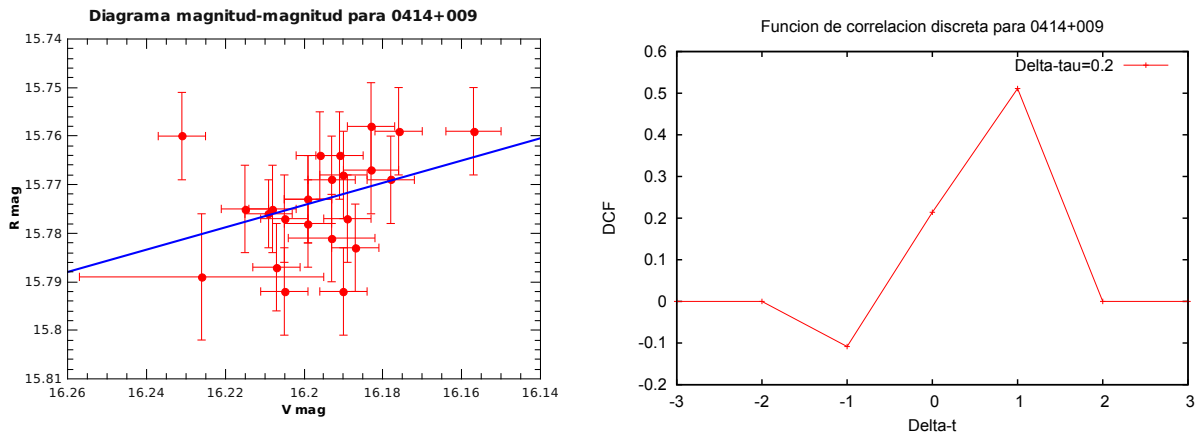 Diagrama magnitud-magnitud para 0414+009
15.74
15.75
15.76
15.77
15.78
15.79
15.8
15.81
R mag
16.26 16.24 16.22 16.2 16.18 16.16 16.14
V mag
Funcion de correlacion discreta para 0414+009
Delta-tau=0.2
0.6
0.5
0.4
0.3
0.2
0.1
0
-0.1
-0.2
DCF
-3 -2 -1 0 1 2 3
Delta-t